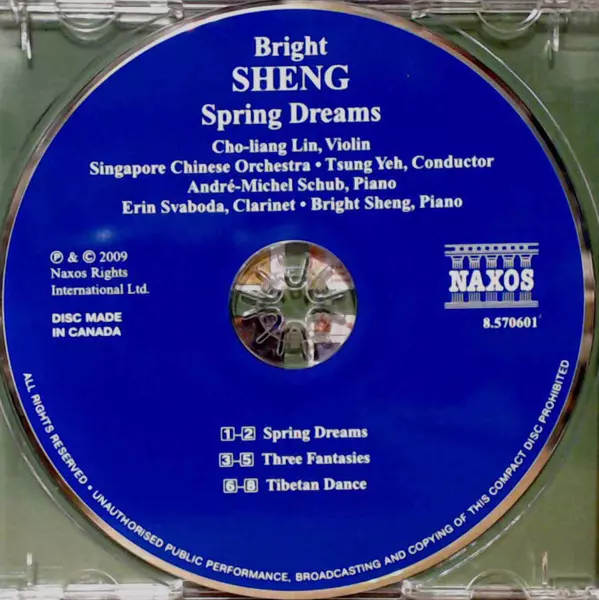 Bright
SHENG
Spring Dreams
Cho-liang Lin, Violin
Singapore Chinese Orchestra • Tsung Yeh, Conductor
André-Michel Schub, Piano
Erin Svaboda, Clarinet • Bright Sheng, Piano
℗ & © 2009
Naxos Rights
International Ltd.
DISC MADE
IN CANADA
NAXOS
8.570601
1–2 Spring Dreams
3–5 Three Fantasies
6–8 Tibetan Dance
ALL RIGHTS RESERVED • UNAUTHORISED PUBLIC PERFORMANCE, BROADCASTING AND COPYING OF THIS COMPACT DISC PROHIBITED